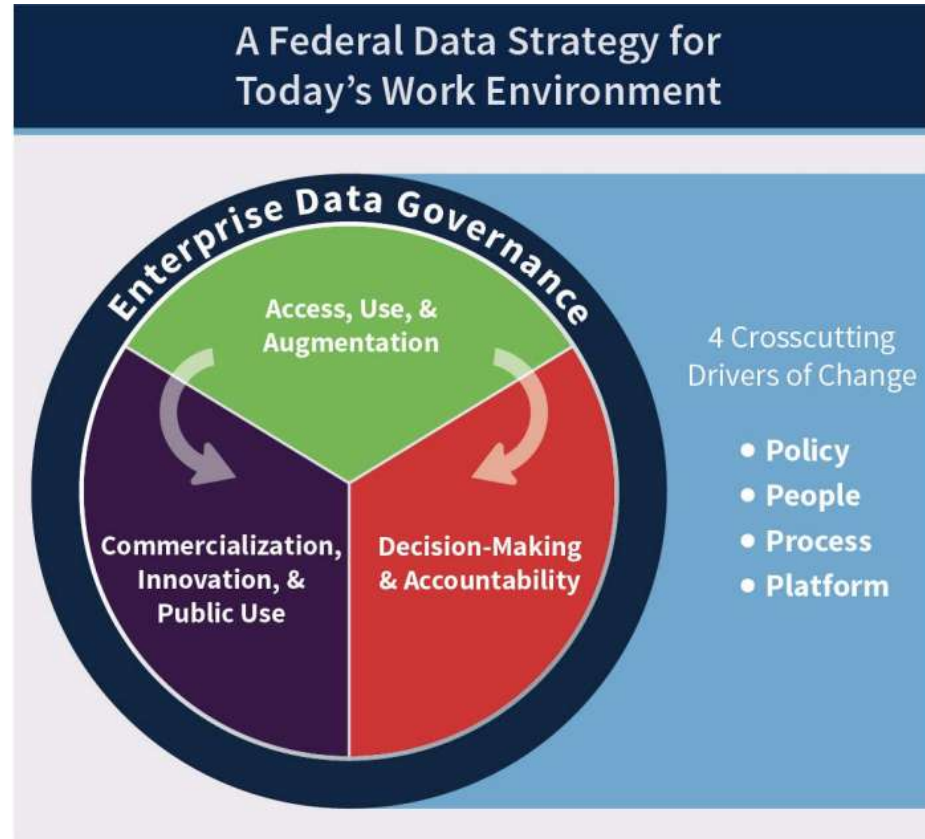 A Federal Data Strategy for
Today’s Work Environment
Enterprise Data Governance
Access, Use, &
Augmentation
Commercialization,
Innovation, &
Public Use
Decision-Making
& Accountability
4 Crosscutting
Drivers of Change
• Policy
• People
• Process
• Platform